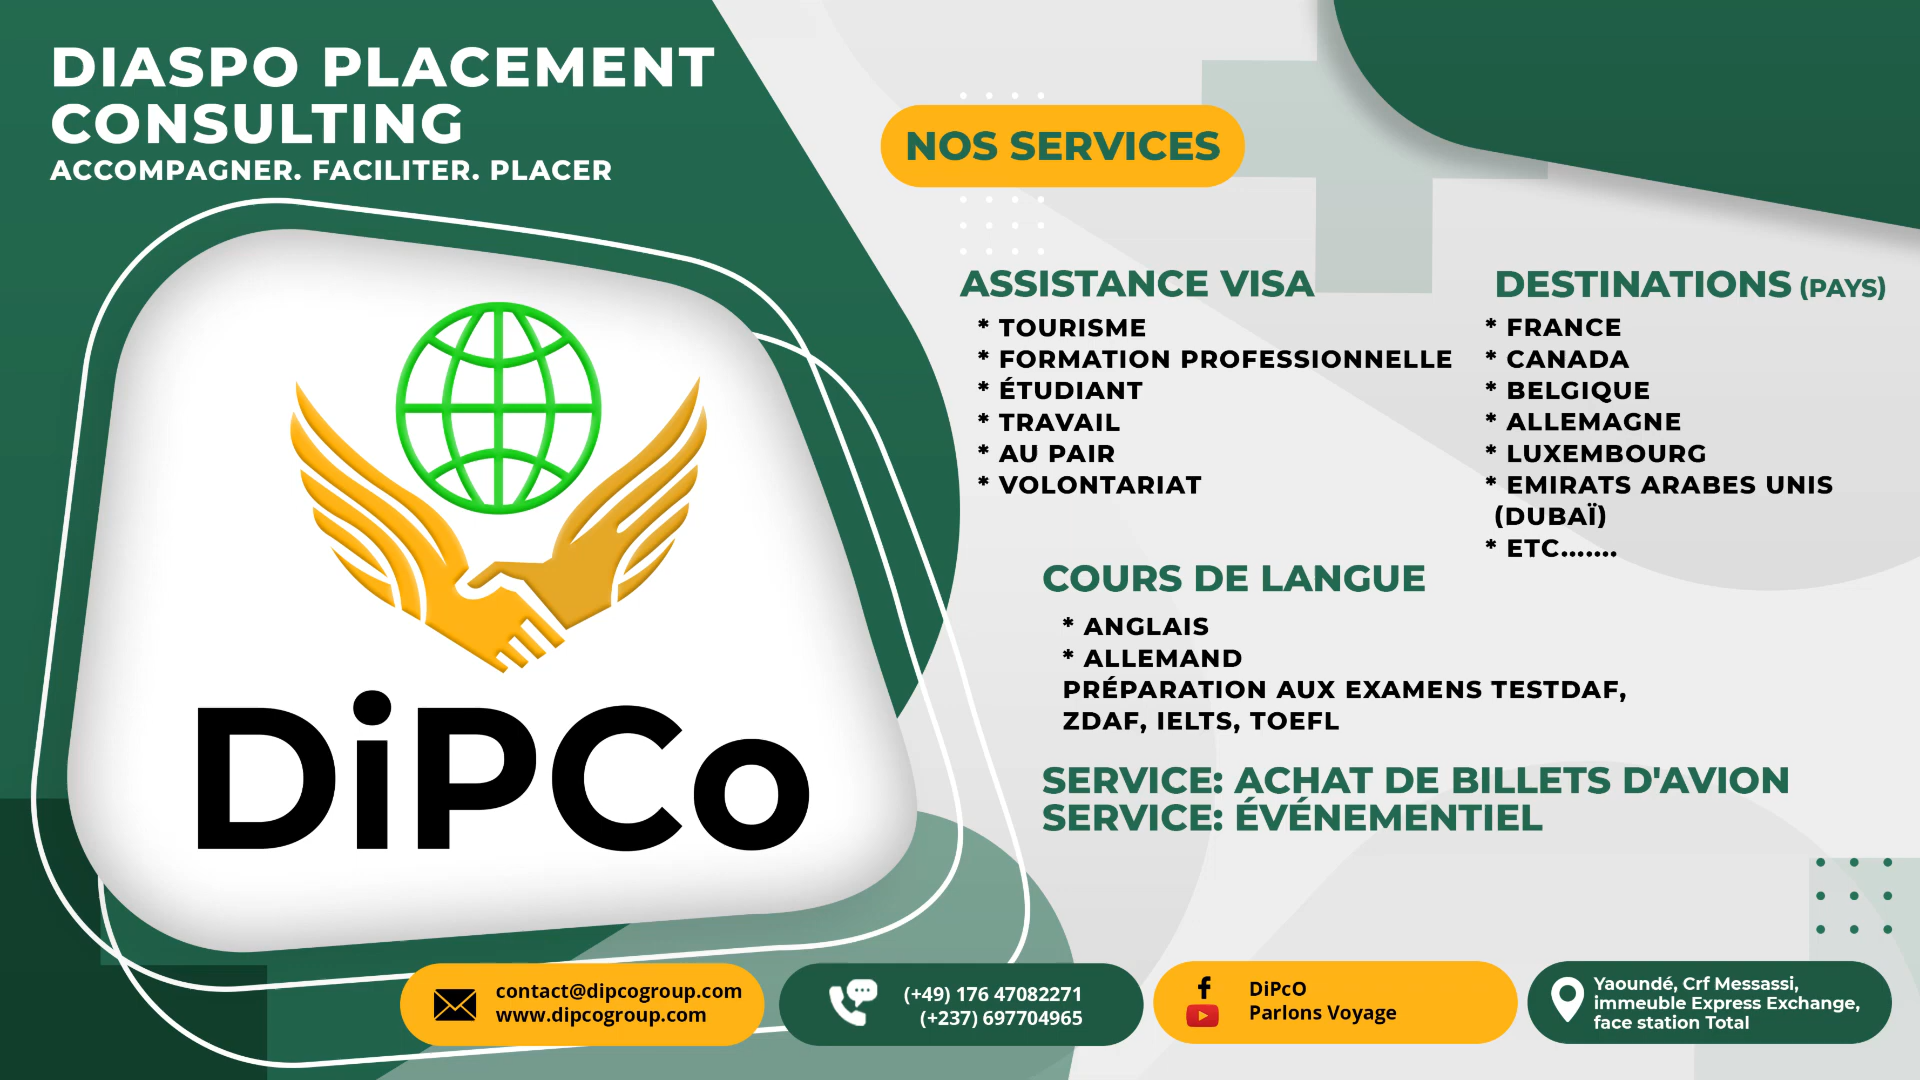 DIASPO PLACEMENT
CONSULTING
ACCOMPAGNER. FACILITER. PLACER
DiPCo
NOS SERVICES
ASSISTANCE VISA
* TOURISME
* FORMATION PROFESSIONNELLE
* ÉTUDIANT
* TRAVAIL
* AU PAIR
* VOLONTARIAT
DESTINATIONS (PAYS)
* FRANCE
* CANADA
* BELGIQUE
* ALLEMAGNE
* LUXEMBOURG
* EMIRATS ARABES UNIS
(DUBAÏ)
* ETC.......
COURS DE LANGUE
* ANGLAIS
* ALLEMAND
PRÉPARATION AUX EXAMENS TESTDAF,
ZDAF, IELTS, TOEFL
SERVICE: ACHAT DE BILLETS D'AVION
SERVICE: ÉVÉNEMENTIEL
contact@dipcogroup.com
www.dipcogroup.com
(+49) 176 47082271
(+237) 697704965
DiPcO
Parlons Voyage
Yaoundé, Crf Messassi,
immeuble Express Exchange,
face station Total